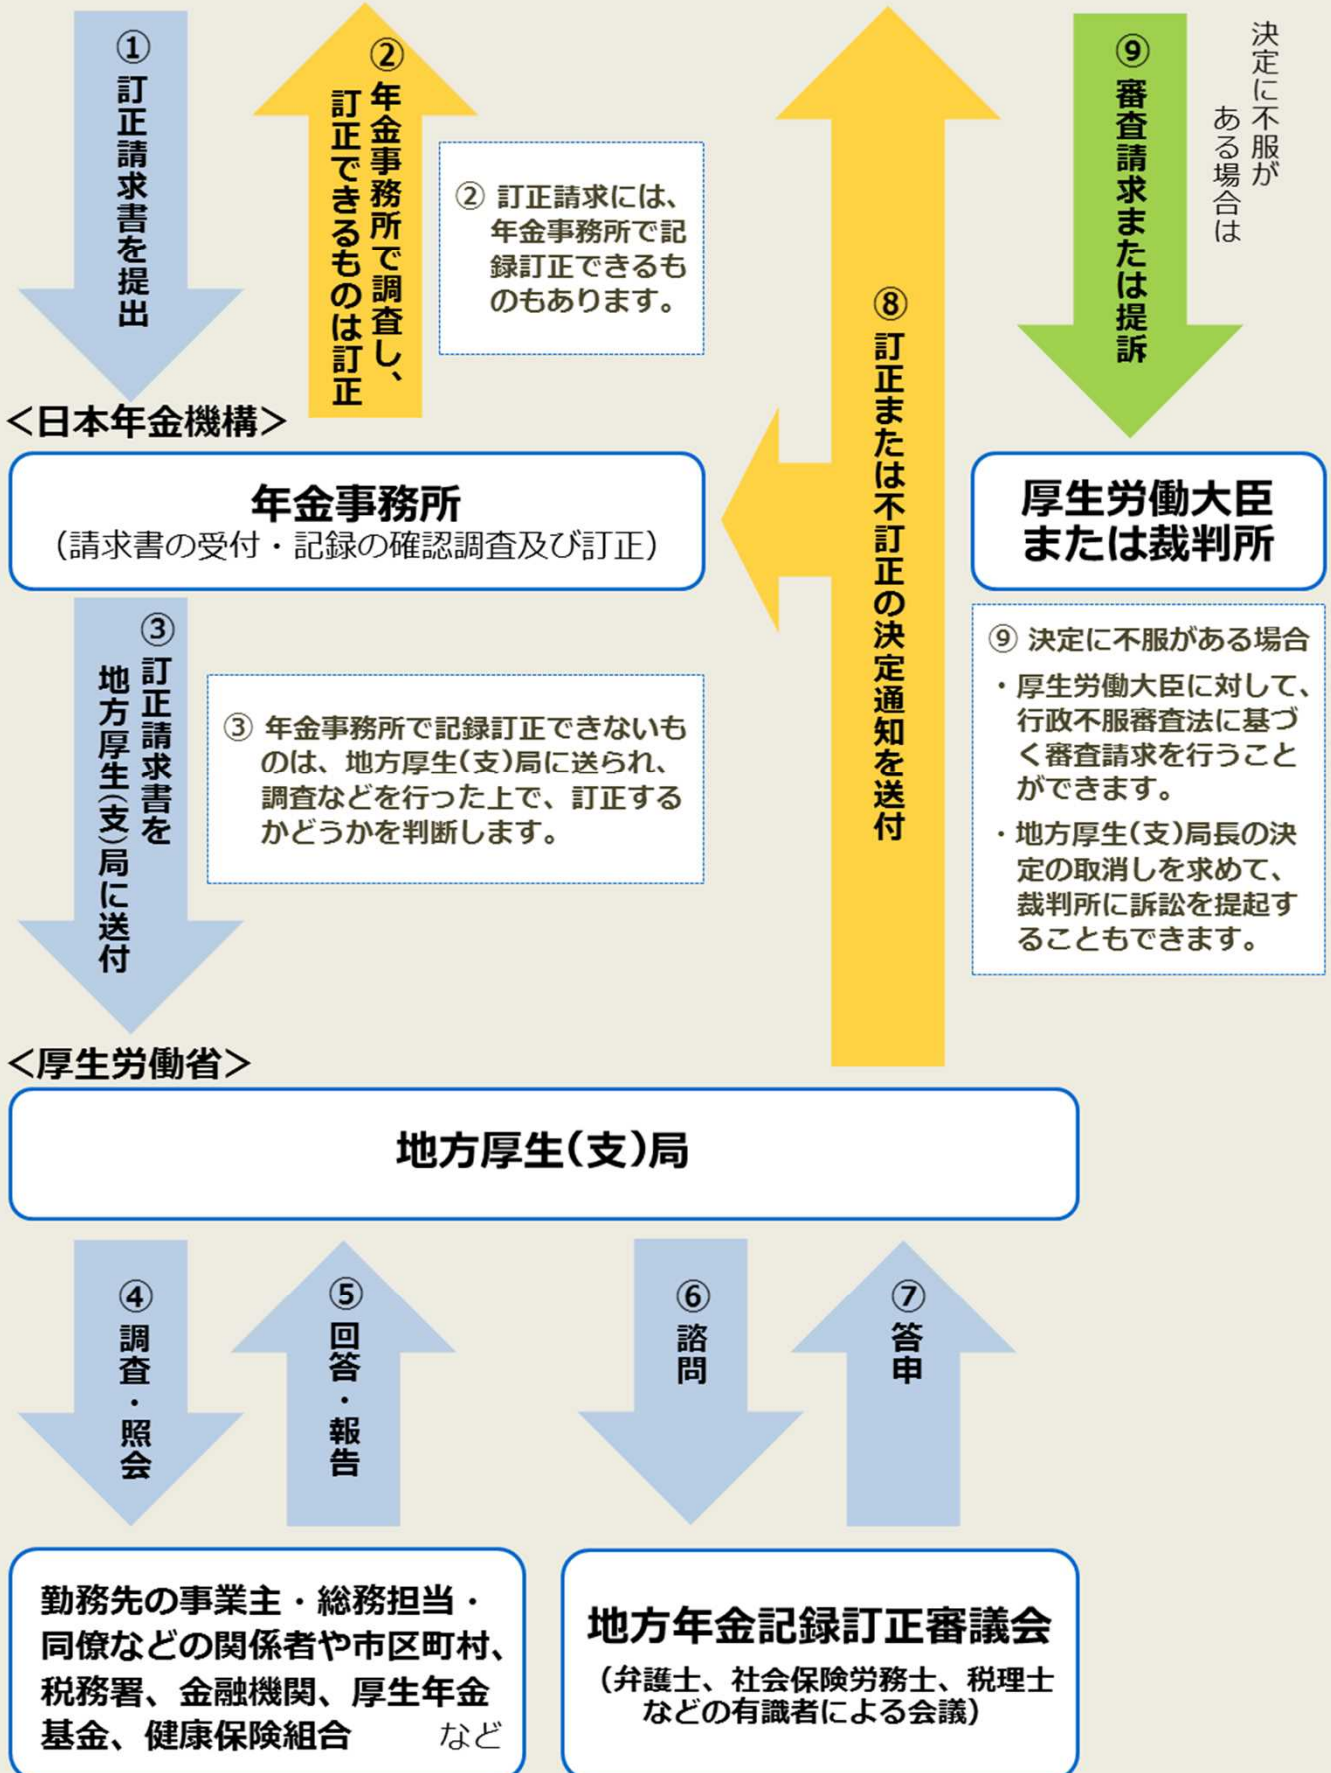 ① 訂正請求書を提出
② 年金事務所で調査し、
訂正できるものは訂正
② 訂正請求には、
年金事務所で記
録訂正できるも
のもあります。
⑧ 訂正または不訂正の決定通知を送付
⑨ 審査請求または提訴
決定に不服が
ある場合は
<日本年金機構>
年金事務所
(請求書の受付・記録の確認調査及び訂正)
厚生労働大臣
または裁判所
③ 訂正請求書を
地方厚生(支)局に送付
③ 年金事務所で記録訂正できないも
のは、地方厚生(支)局に送られ、
調査などを行った上で、訂正する
かどうかを判断します。
⑨ 決定に不服がある場合
・厚生労働大臣に対して、
行政不服審査法に基づ
く審査請求を行うこと
ができます。
・地方厚生(支)局長の決
定の取消しを求めて、
裁判所に訴訟を提起す
ることもできます。
<厚生労働省>
地方厚生(支)局
④ 調査・照会
⑤ 回答・報告
⑥ 諮問
⑦ 答申
勤務先の事業主・総務担当・
同僚などの関係者や市区町村、
税務署、金融機関、厚生年金
基金、健康保険組合 など
地方年金記録訂正審議会
(弁護士、社会保険労務士、税理士
などの有識者による会議)